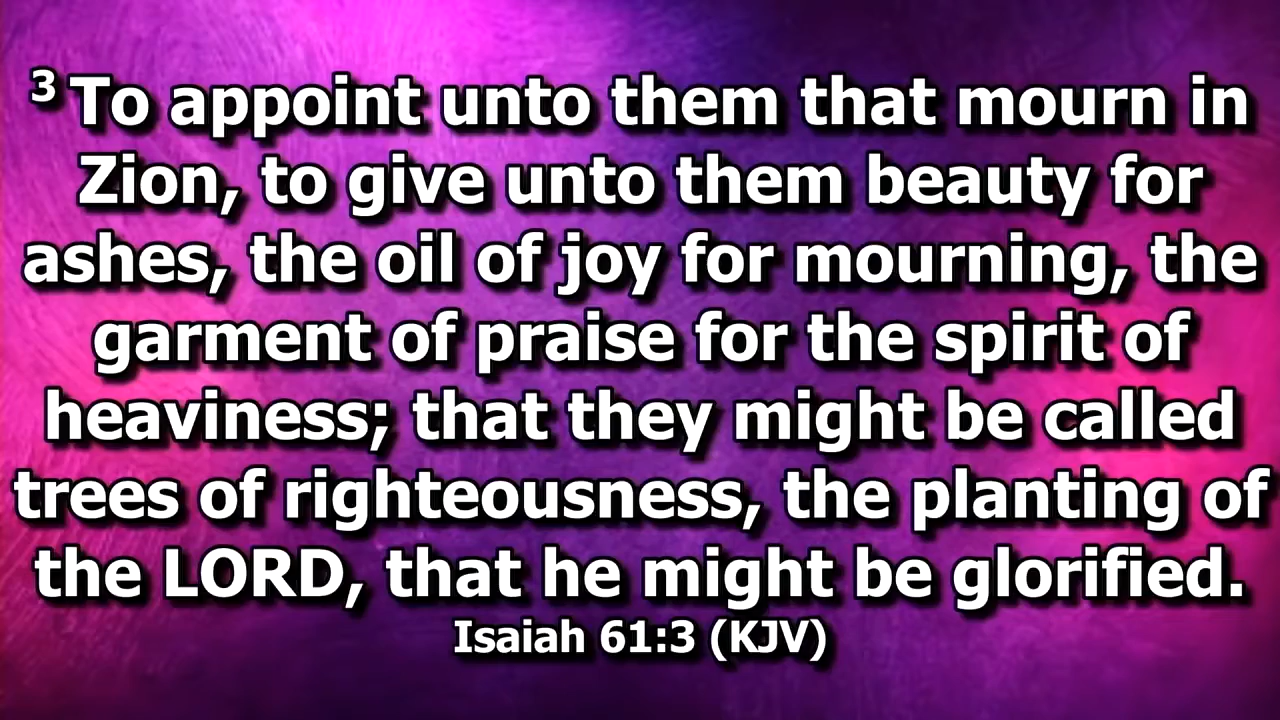 ³ To appoint unto them that mourn in
Zion, to give unto them beauty for
ashes, the oil of joy for mourning, the
garment of praise for the spirit of
heaviness; that they might be called
trees of righteousness, the planting of
the LORD, that he might be glorified.
Isaiah 61:3 (KJV)